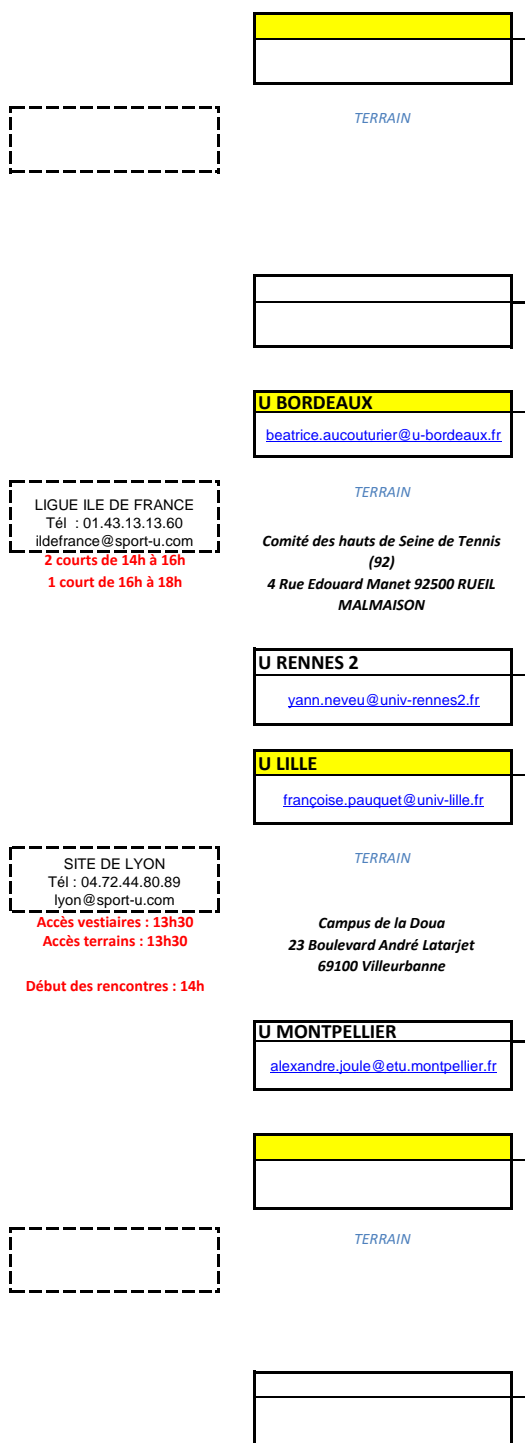 TERRAIN
U BORDEAUX
beatrice.aucouturier@u-bordeaux.fr
TERRAIN
LIGUE ILE DE FRANCE
Tél : 01.43.13.13.60
ildefrance@sport-u.com
2 courts de 14h à 16h
1 court de 16h à 18h
Comité des hauts de Seine de Tennis
(92)
4 Rue Edouard Manet 92500 RUEIL
MALMAISON
U RENNES 2
yann.neveu@univ-rennes2.fr
U LILLE
françoise.pauquet@univ-lille.fr
TERRAIN
SITE DE LYON
Tél : 04.72.44.80.89
lyon@sport-u.com
Accès vestiaires : 13h30
Accès terrains : 13h30
Début des rencontres : 14h
Campus de la Doua
23 Boulevard André Latarjet
69100 Villeurbanne
U MONTPELLIER
alexandre.joule@etu.montpellier.fr
TERRAIN